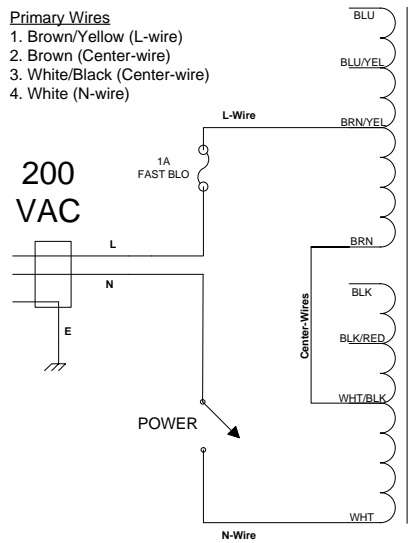 Primary Wires
1. Brown/Yellow (L-wire)
2. Brown (Center-wire)
3. White/Black (Center-wire)
4. White (N-wire)
BLU
BLU/YEL
L-Wire
BRN/YEL
1A
FAST BLO
200
VAC
L
N
E
BRN
BLK
Center-Wires
BLK/RED
WHT/BLK
POWER
WHT
N-Wire